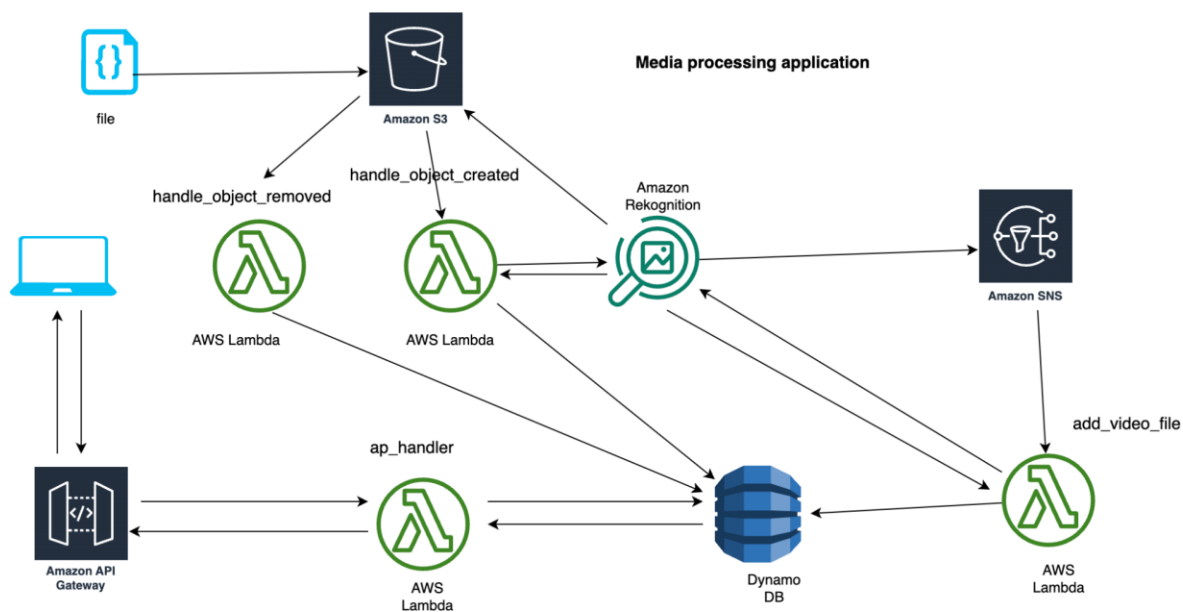 Media processing application
{}
file
Amazon S3
handle_object_removed
handle_object_created
Amazon
Rekognition
AWS Lambda
AWS Lambda
Amazon SNS
add_video_file
ap_handler
</>
Amazon API
Gateway
AWS
Lambda
Dynamo
DB
AWS
Lambda